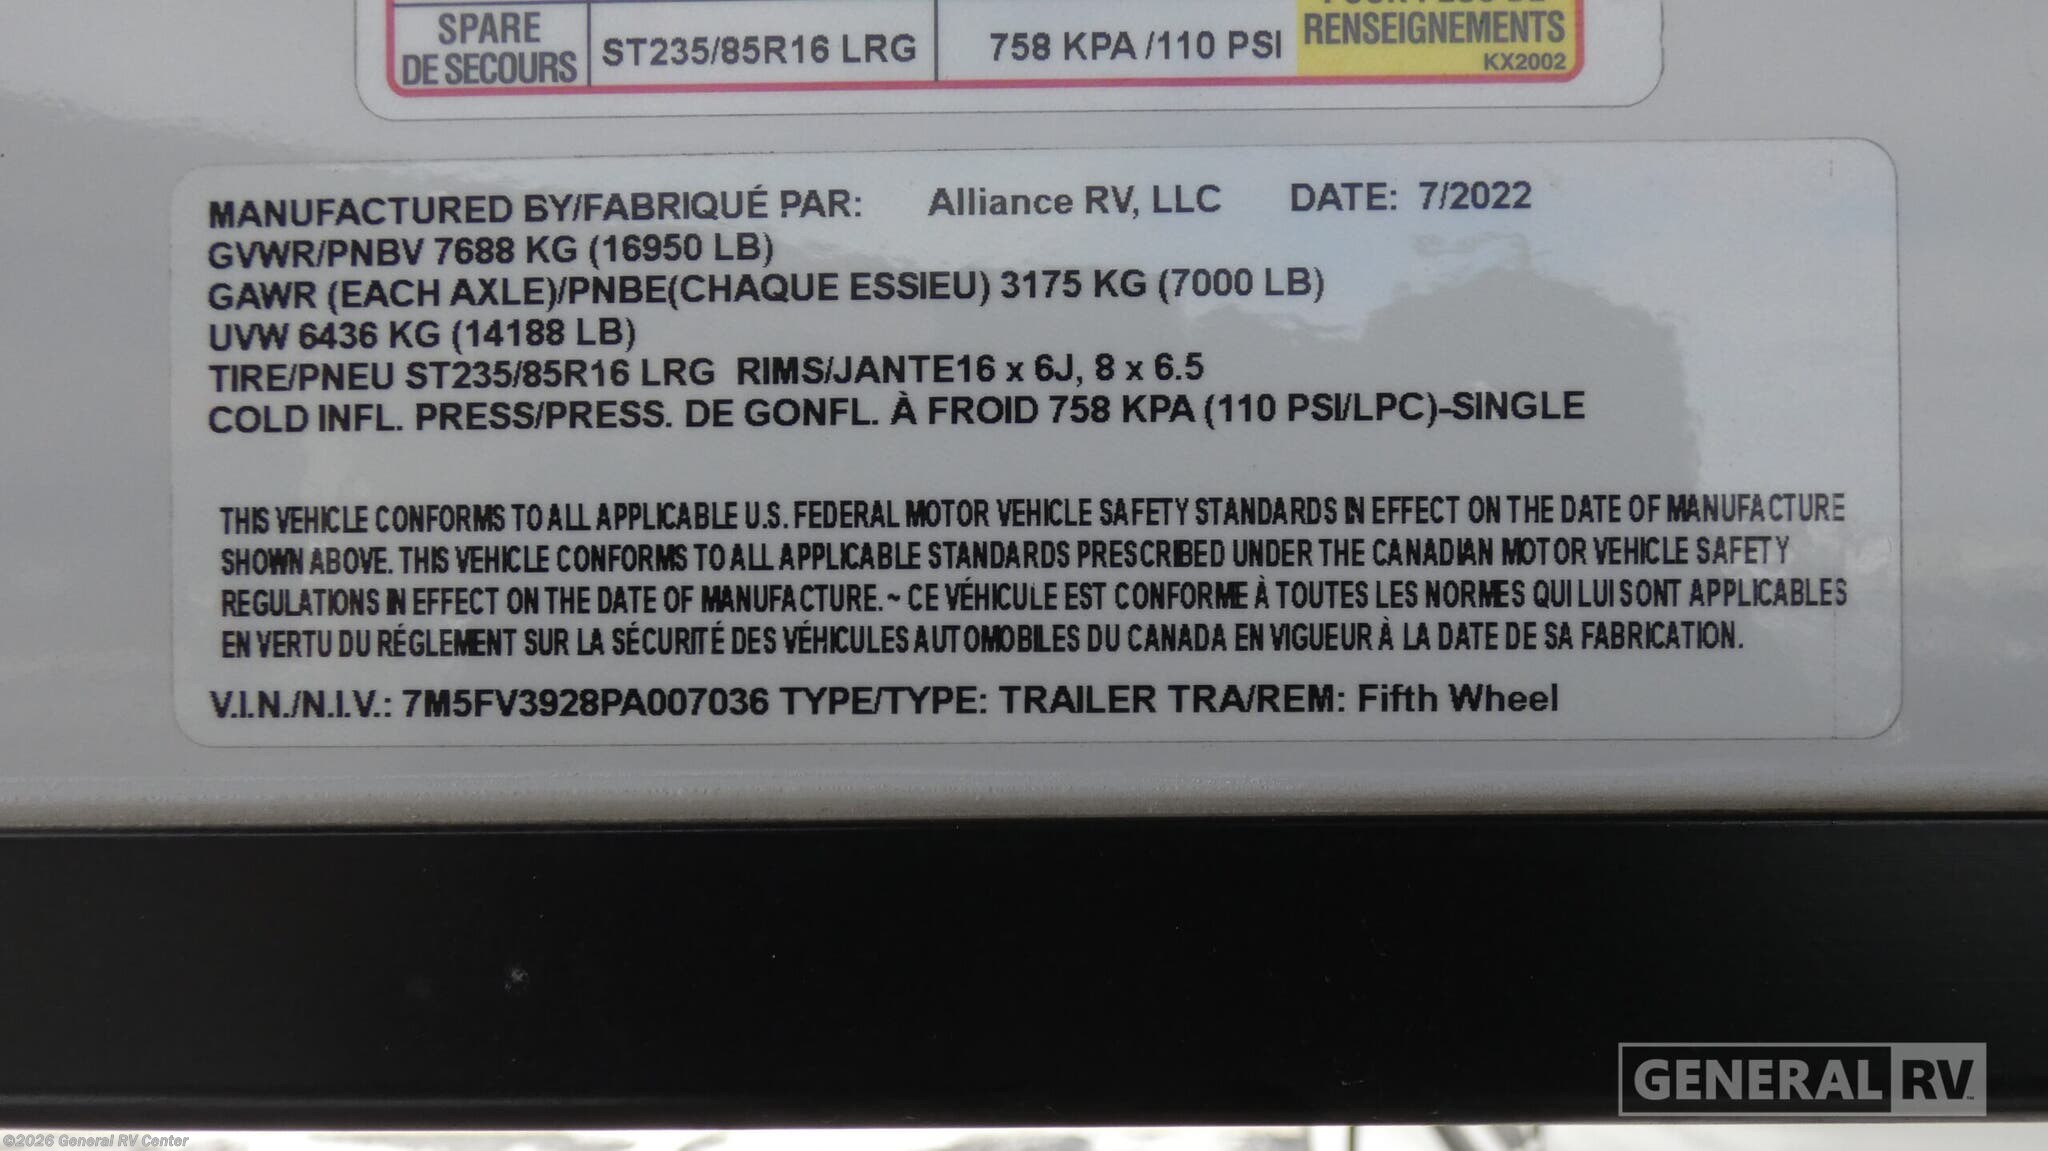 SPARE
DE SECOURS
ST235/85R16 LRG
758 KPA /110 PSI
RENSEIGNEMENTS
KX2002
MANUFACTURED BY/FABRIQUÉ PAR: Alliance RV, LLC DATE: 7/2022
GVWR/PNBV 7688 KG (16950 LB)
GAWR (EACH AXLE)/PNBE(CHAQUE ESSIEU) 3175 KG (7000 LB)
UVW 6436 KG (14188 LB)
TIRE/PNEU ST235/85R16 LRG RIMS/JANTE16 x 6J, 8 x 6.5
COLD INFL. PRESS/PRESS. DE GONFL. À FROID 758 KPA (110 PSI/LPC)-SINGLE
THIS VEHICLE CONFORMS TO ALL APPLICABLE U.S. FEDERAL MOTOR VEHICLE SAFETY STANDARDS IN EFFECT ON THE DATE OF MANUFACTURE
SHOWN ABOVE. THIS VEHICLE CONFORMS TO ALL APPLICABLE STANDARDS PRESCRIBED UNDER THE CANADIAN MOTOR VEHICLE SAFETY
REGULATIONS IN EFFECT ON THE DATE OF MANUFACTURE. ~ CE VÉHICULE EST CONFORME À TOUTES LES NORMES QUI LUI SONT APPLICABLES
EN VERTU DU RÉGLEMENT SUR LA SÉCURITÉ DES VÉHICULES AUTOMOBILES DU CANADA EN VIGUEUR À LA DATE DE SA FABRICATION.
V.I.N./N.I.V.: 7M5FV3928PA007036 TYPE/TYPE: TRAILER TRA/REM: Fifth Wheel
GENERAL RV
©2026 General RV Center